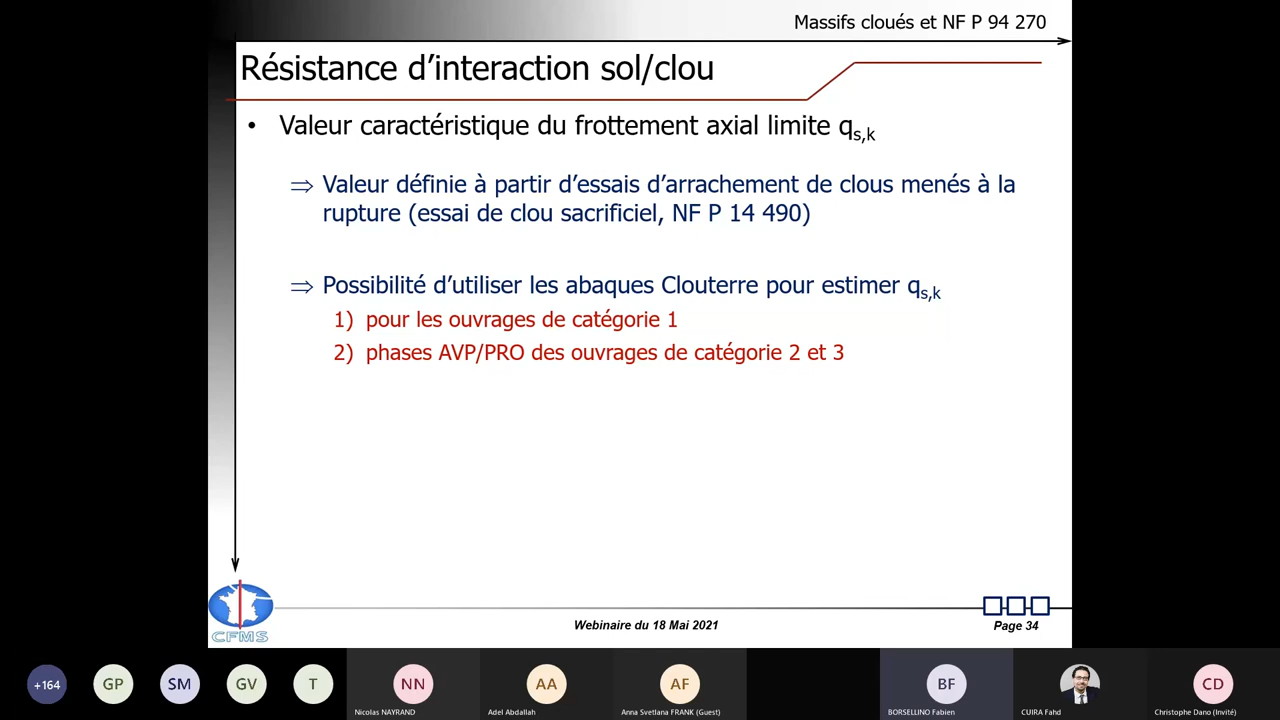 Massifs cloués et NF P 94 270
Résistance d’interaction sol/clou
• Valeur caractéristique du frottement axial limite qs,k
⇒ Valeur définie à partir d’essais d’arrachement de clous menés à la
rupture (essai de clou sacrificiel, NF P 14 490)
⇒ Possibilité d’utiliser les abaques Clouterre pour estimer qs,k
1) pour les ouvrages de catégorie 1
2) phases AVP/PRO des ouvrages de catégorie 2 et 3
CFMS
Webinaire du 18 Mai 2021
Page 34
+164
GP
SM
GV
T
NN
AA
AF
BF
CD
Nicolas NAYRAND
Adel Abdallah
Anna Svetlana FRANK (Guest)
BORSELLINO Fabien
CUIRA Fahd
Christophe Dano (Invité)